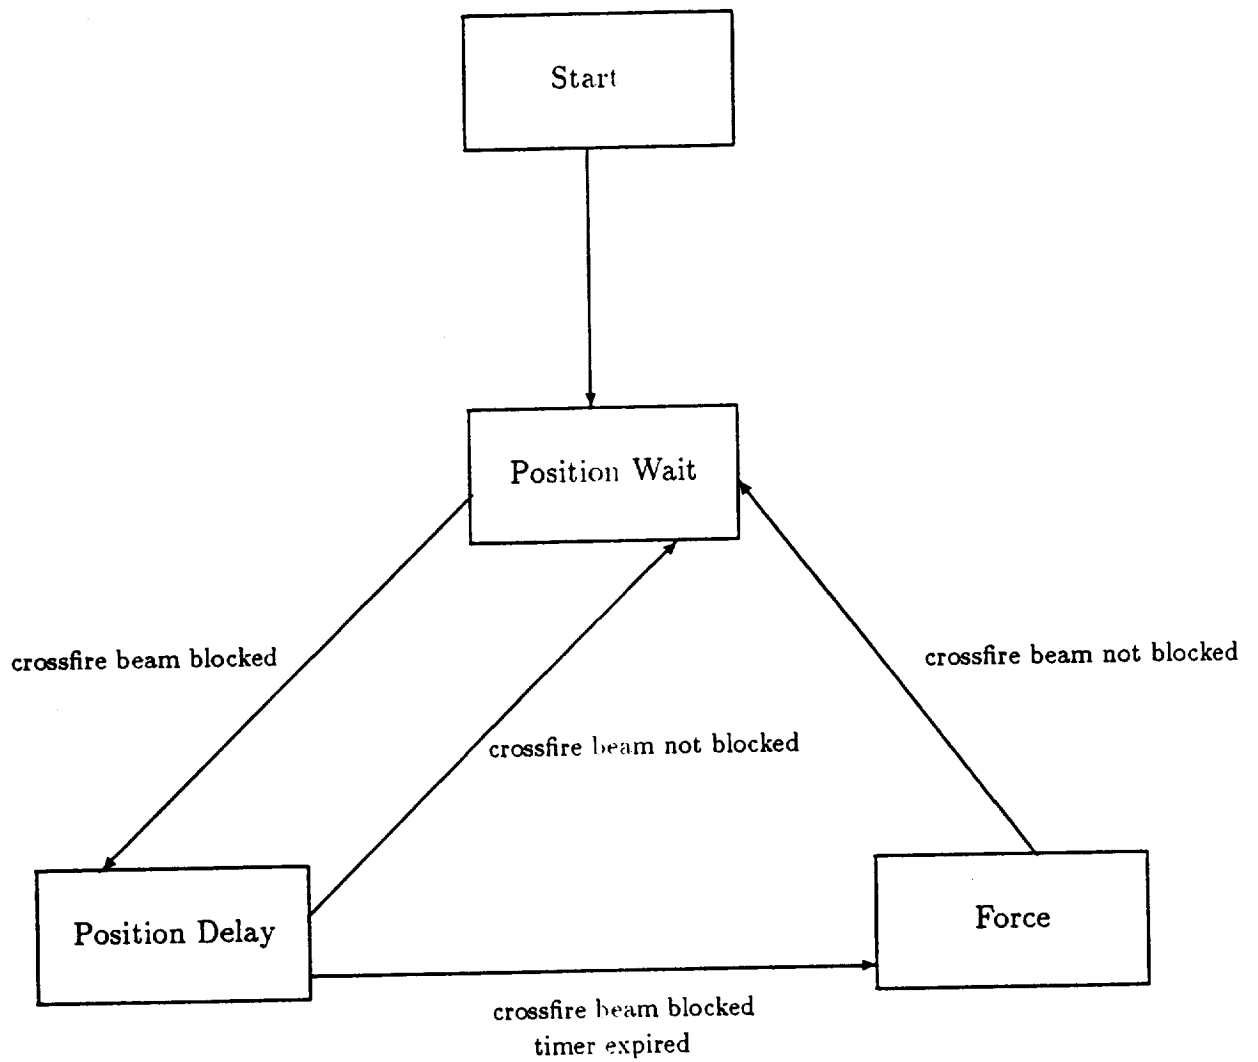 Start
Position Wait
crossfire beam blocked
crossfire beam not blocked
crossfire beam not blocked
Position Delay
Force
crossfire beam blocked
timer expired